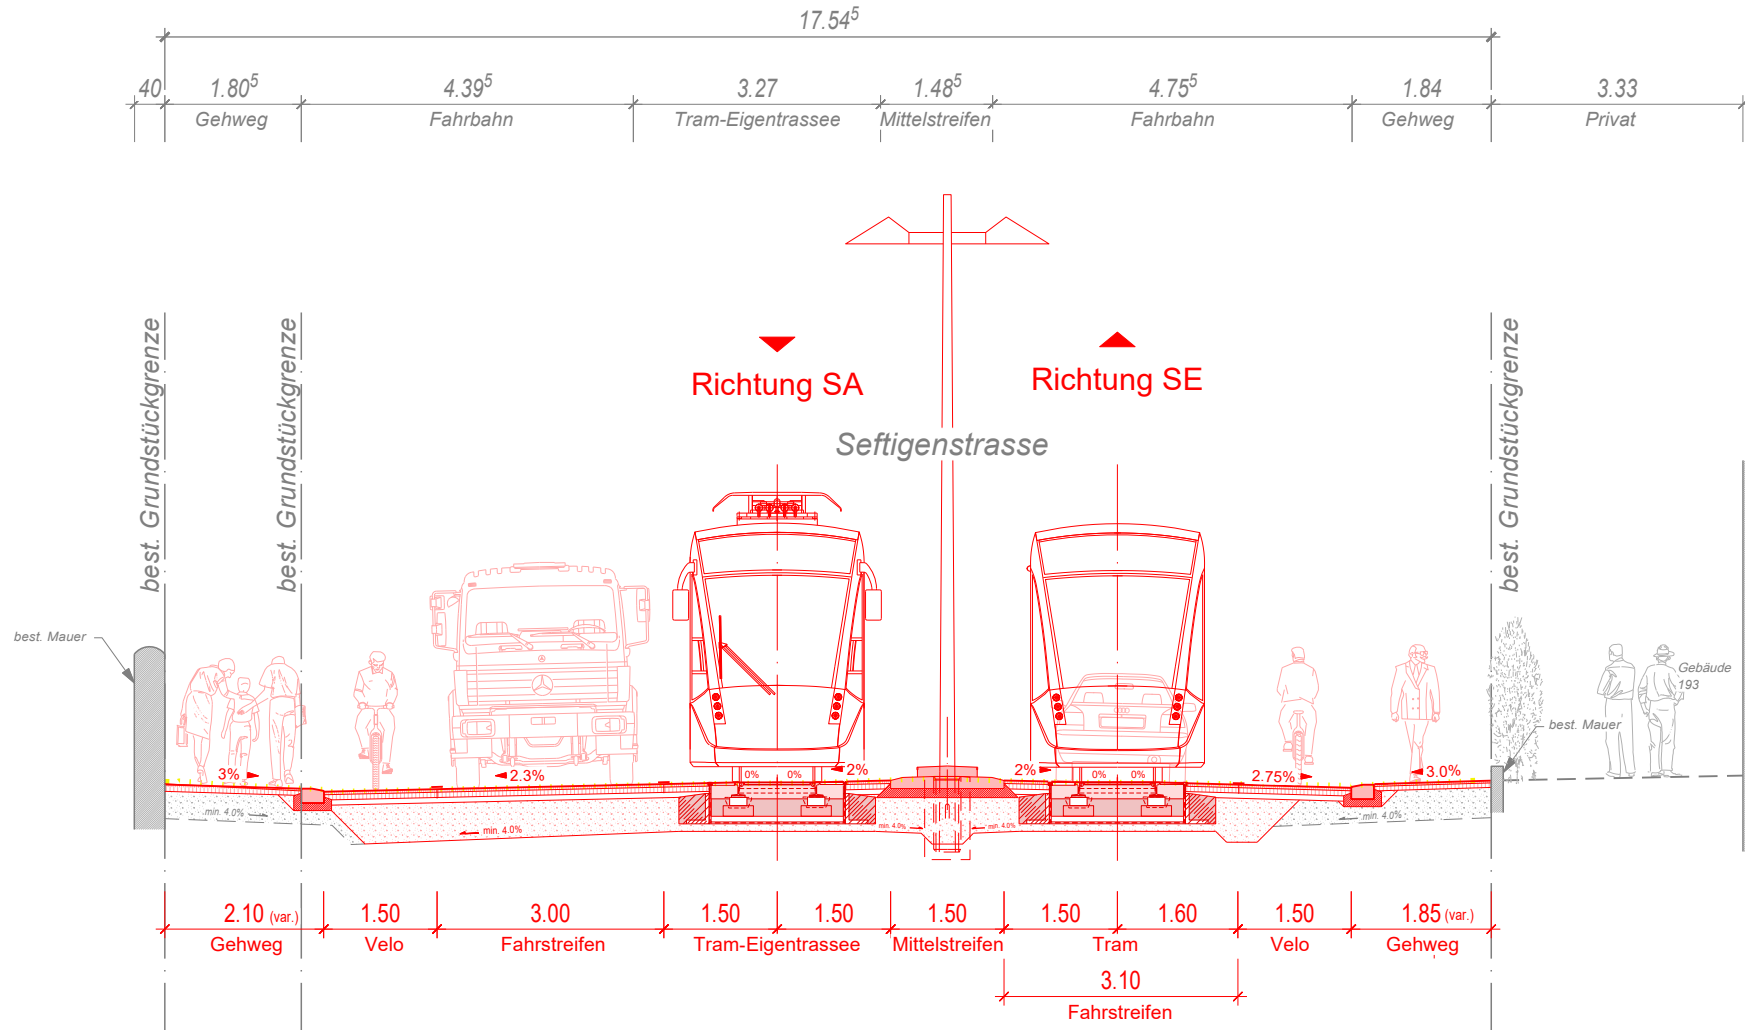 17.54⁵
40 1.80⁵ 4.39⁵ 3.27 1.48⁵ 4.75⁵ 1.84 3.33
Gehweg Fahrbahn Tram-Eigentrassee Mittelstreifen Fahrbahn Gehweg Privat
best. Grundstückgrenze
best. Grundstückgrenze
best. Grundstückgrenze
Richtung SA
Richtung SE
Seftigenstrasse
best. Mauer
Gebäude
193
best. Mauer
3% 2.3% 0% 0% 2% 2% 0% 0% 2.75% 3.0%
min. 4.0% min. 4.0% min. 4.0% min. 4.0% min. 4.0%
2.10 (var.) 1.50 3.00 1.50 1.50 1.50 1.50 1.60 1.50 1.85 (var.)
Gehweg Velo Fahrstreifen Tram-Eigentrassee Mittelstreifen Tram Velo Gehweg
3.10
Fahrstreifen